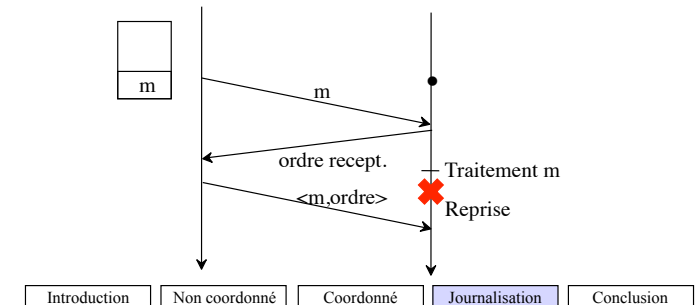 m
m
ordre recept.
Traitement m
<m,ordre>
Reprise
Introduction
Non coordonné
Coordonné
Journalisation
Conclusion